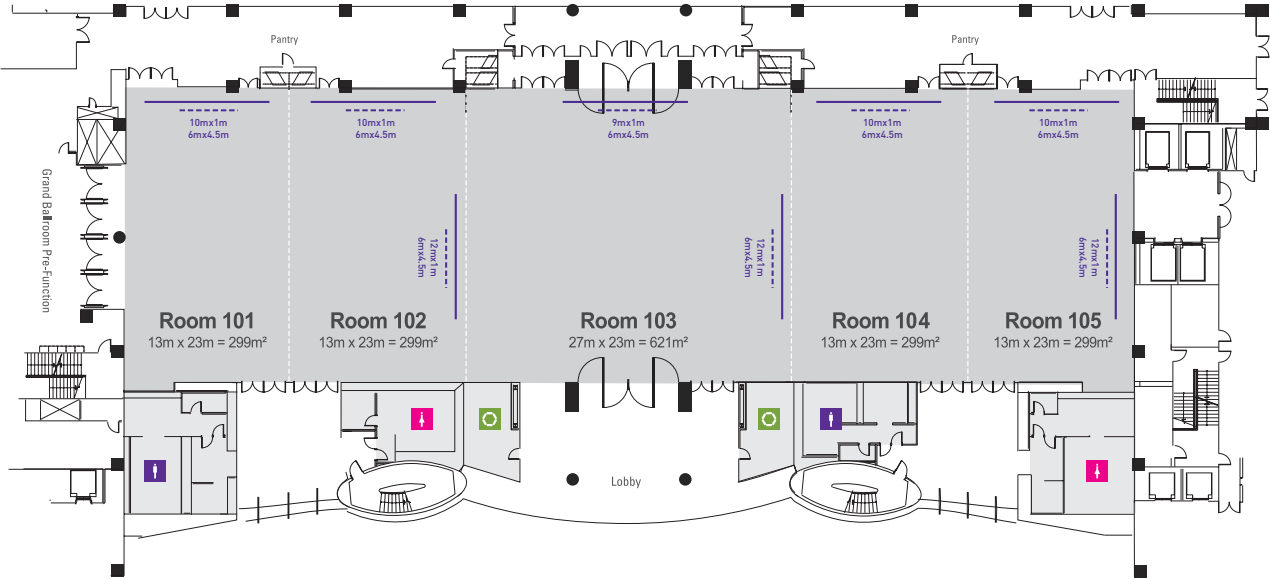 Pantry
Pantry
10mx1m
6mx4.5m
10mx1m
6mx4.5m
9mx1m
6mx4.5m
10mx1m
6mx4.5m
10mx1m
6mx4.5m
Grand Ballroom Pre-Function
12mx1m
6mx4.5m
12mx1m
6mx4.5m
12mx1m
6mx4.5m
Room 101
13m x 23m = 299m²
Room 102
13m x 23m = 299m²
Room 103
27m x 23m = 621m²
Room 104
13m x 23m = 299m²
Room 105
13m x 23m = 299m²
Lobby